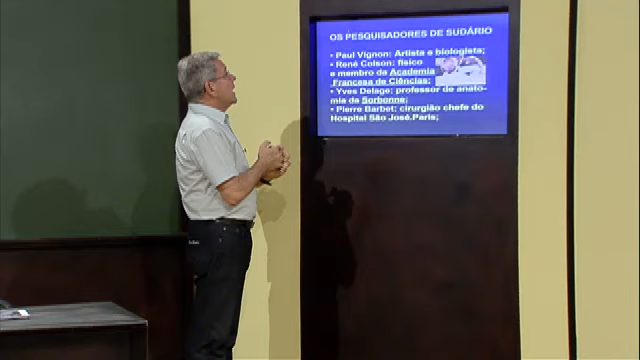 OS PESQUISADORES DE SUDÁRIO
• Paul Vignon: Artista e biologista;
• René Colson: físico
e membro da Academia
Francesa de Ciências;
• Yves Delage: professor de anato-
mia da Sorbonne;
• Pierre Barbet: cirurgião chefe do
Hospital São José.Paris;